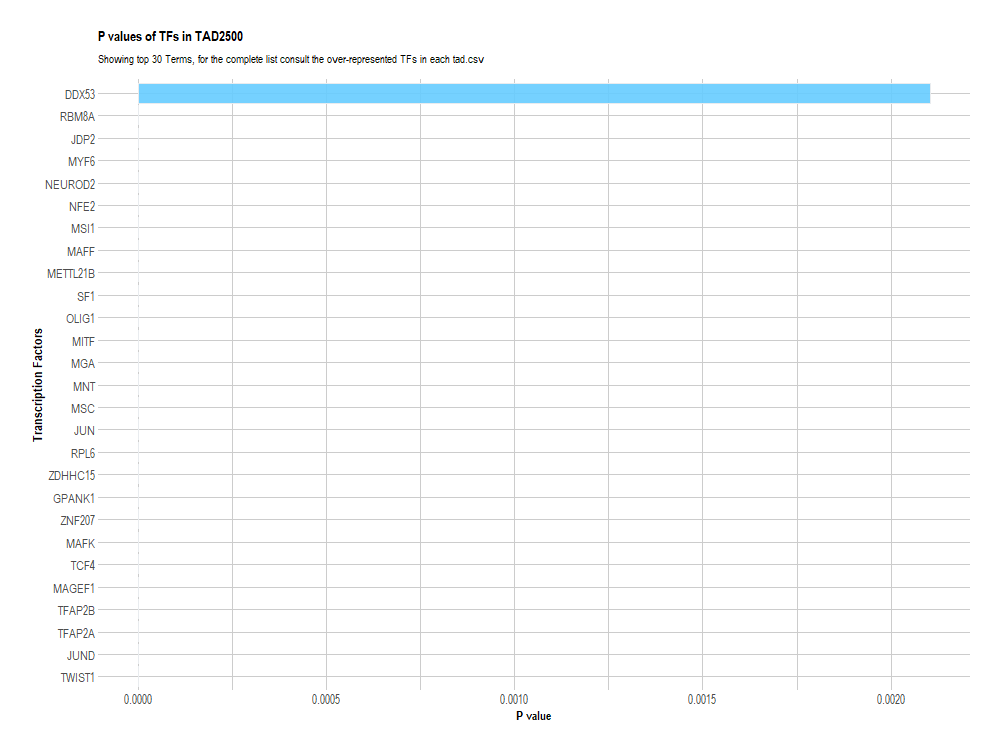 P values of TFs in TAD2500
Showing top 30 Terms, for the complete list consult the over-represented TFs in each tad.csv
Transcription Factors
DDX53
RBM8A
JDP2
MYF6
NEUROD2
NFE2
MSI1
MAFF
METTL21B
SF1
OLIG1
MITF
MGA
MNT
MSC
JUN
RPL6
ZDHHC15
GPANK1
ZNF207
MAFK
TCF4
MAGEF1
TFAP2B
TFAP2A
JUND
TWIST1
0.0000 0.0005 0.0010 0.0015 0.0020
P value